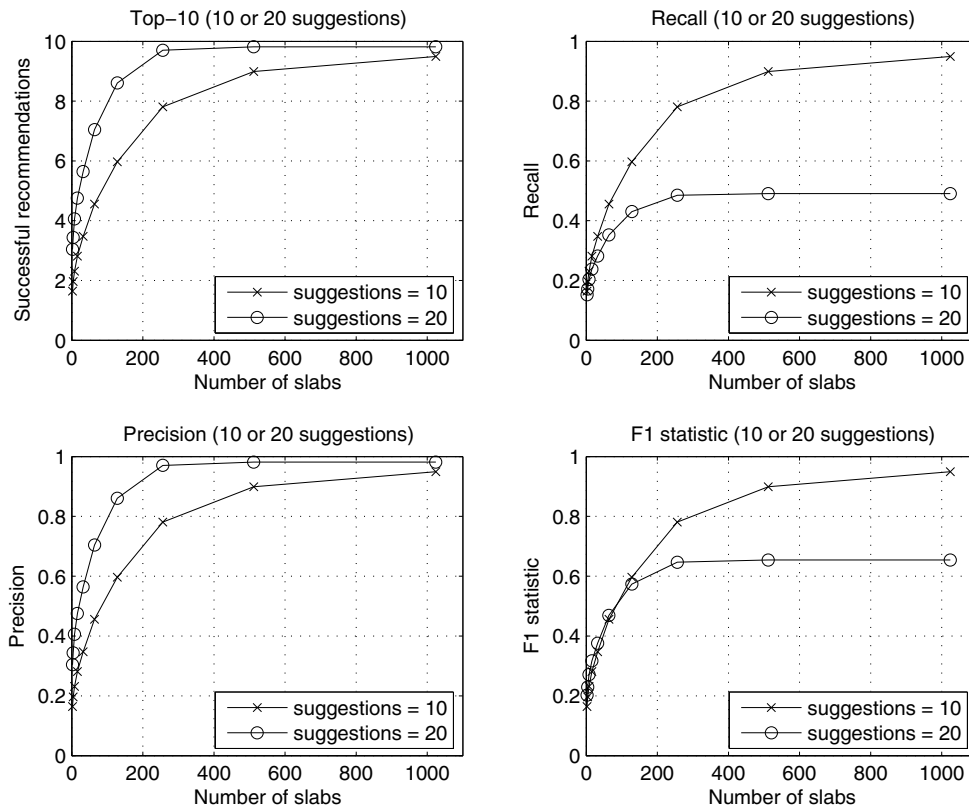 Top-10 (10 or 20 suggestions)
10
8
6
4
2
0
Successful recommendations
0 200 400 600 800 1000
Number of slabs
suggestions = 10
suggestions = 20
Recall (10 or 20 suggestions)
1
0.8
0.6
0.4
0.2
0
Recall
0 200 400 600 800 1000
Number of slabs
suggestions = 10
suggestions = 20
Precision (10 or 20 suggestions)
1
0.8
0.6
0.4
0.2
0
Precision
0 200 400 600 800 1000
Number of slabs
suggestions = 10
suggestions = 20
F1 statistic (10 or 20 suggestions)
1
0.8
0.6
0.4
0.2
0
F1 statistic
0 200 400 600 800 1000
Number of slabs
suggestions = 10
suggestions = 20